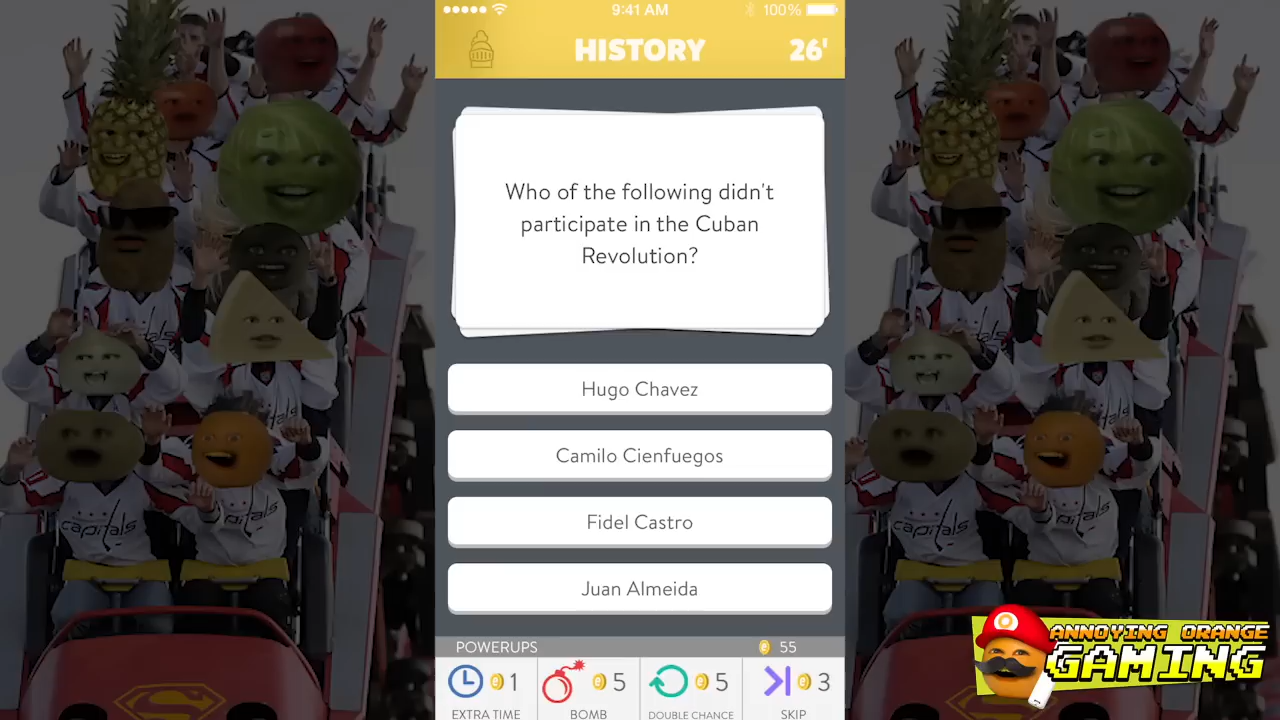 9:41 AM
100%
HISTORY
26'
Who of the following didn't
participate in the Cuban
Revolution?
Hugo Chavez
Camilo Cienfuegos
Fidel Castro
Juan Almeida
POWERUPS
55
1
5
5
3
EXTRA TIME
BOMB
DOUBLE CHANCE
SKIP
capitals
capitals
capitals
capitals
ANNOYING ORANGE
GAMING